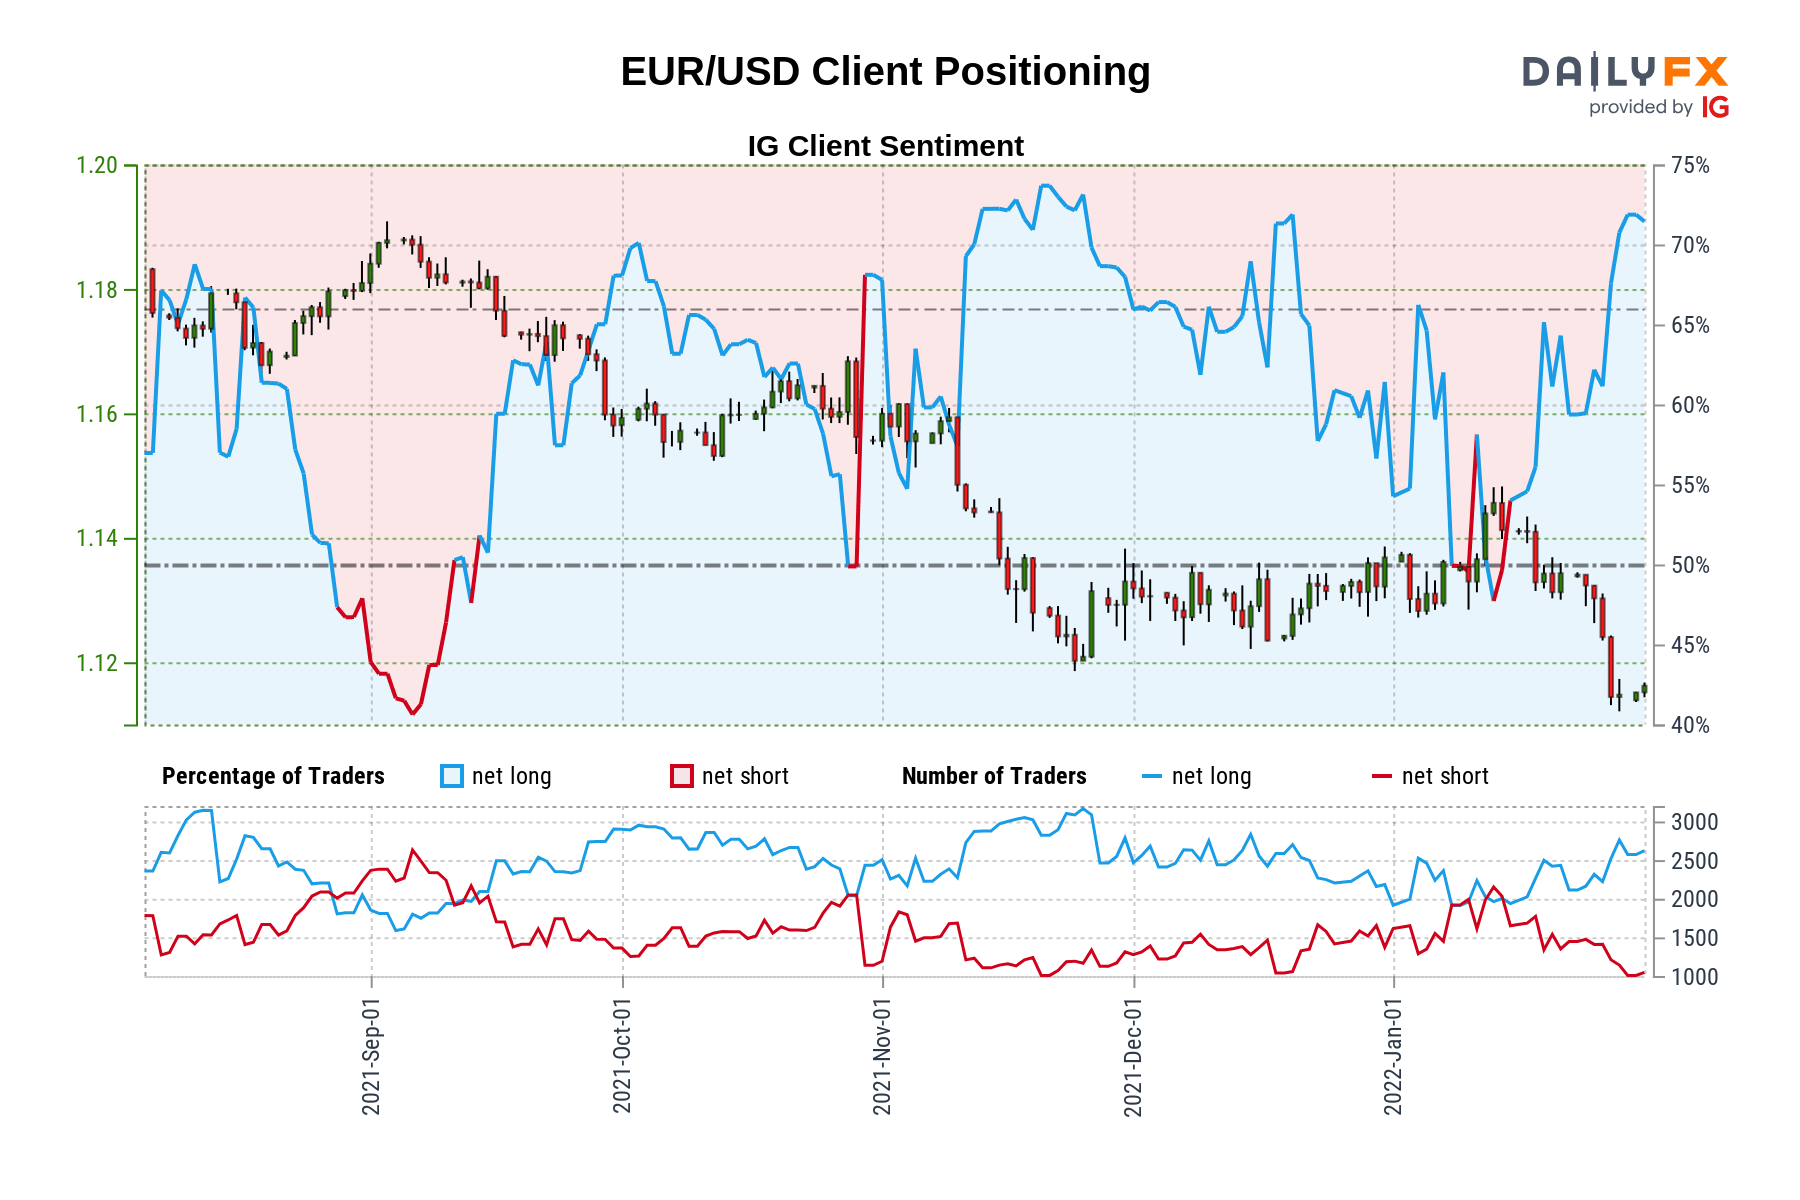 EUR/USD Client Positioning
DAILYFX
provided by IG
IG Client Sentiment
1.20
1.18
1.16
1.14
1.12
75%
70%
65%
60%
55%
50%
45%
40%
Percentage of Traders net long net short Number of Traders net long net short
3000
2500
2000
1500
1000
2021-Sep-01
2021-Oct-01
2021-Nov-01
2021-Dec-01
2022-Jan-01